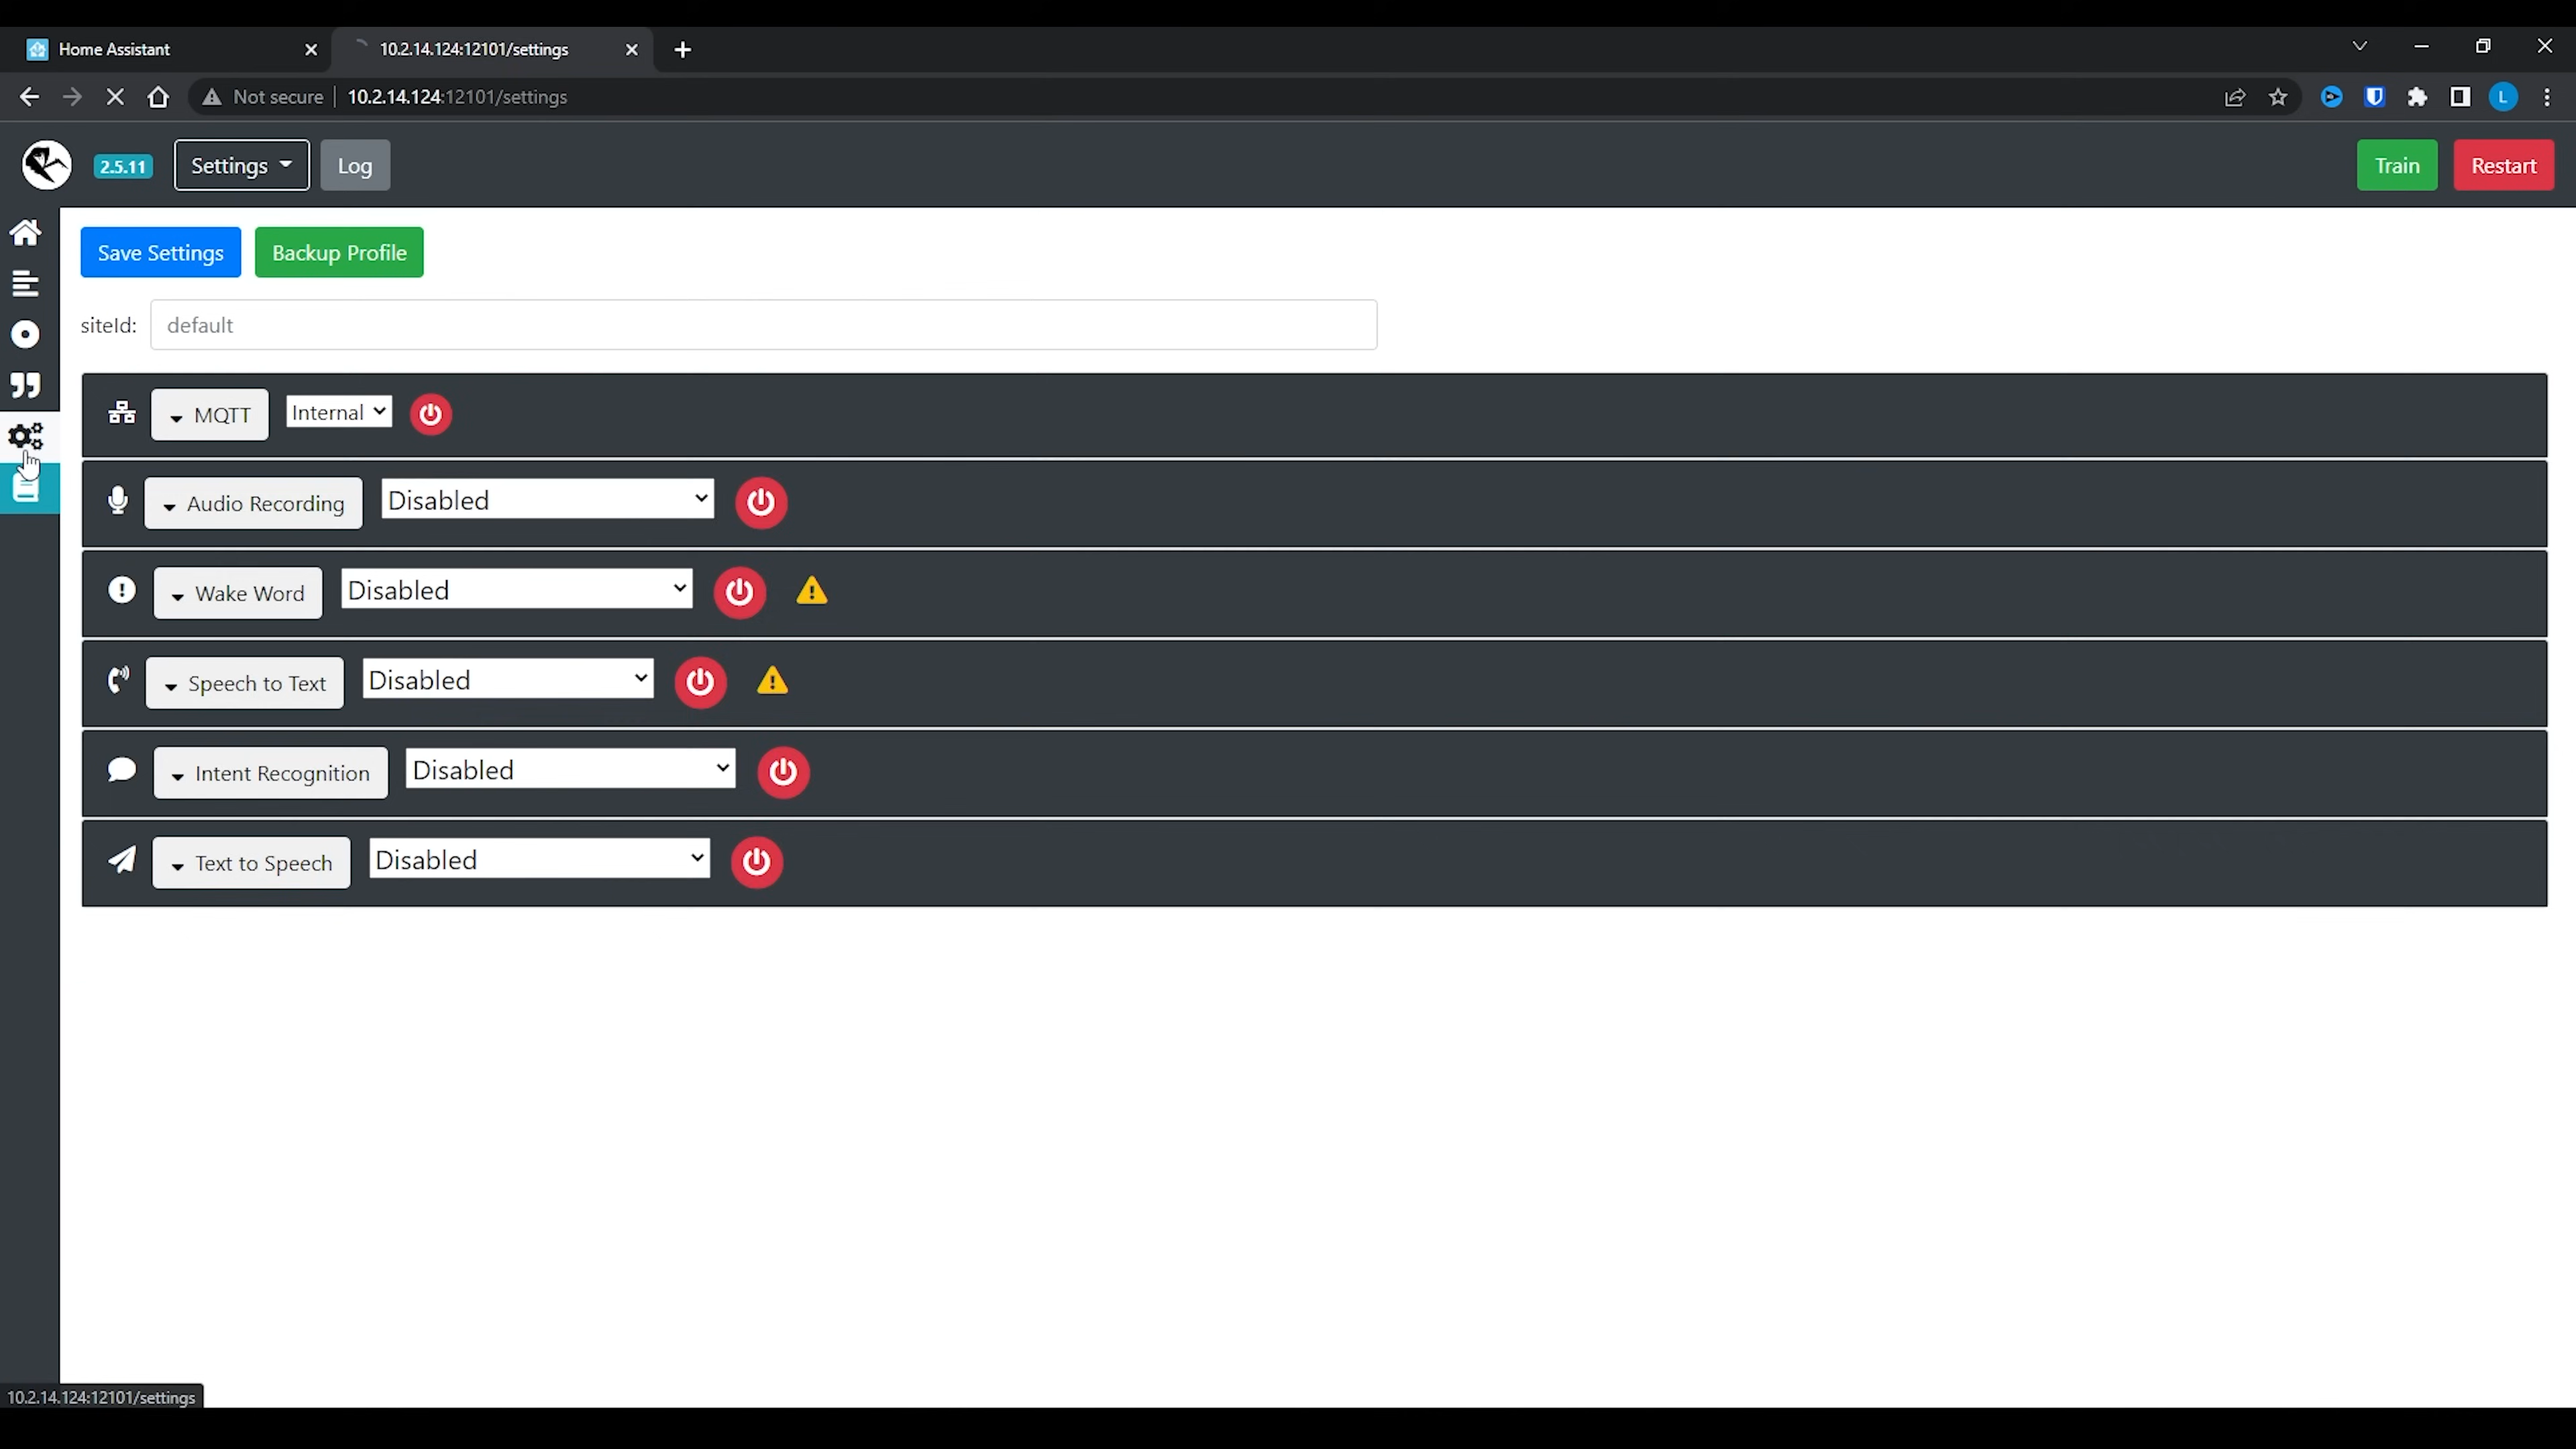 Home Assistant
10.2.14.124:12101/settings
Not secure
10.2.14.124:12101/settings
L
2.5.11
Settings
Log
Train
Restart
Save Settings
Backup Profile
siteId:
default
MQTT
Internal
Audio Recording
Disabled
Wake Word
Disabled
Speech to Text
Disabled
Intent Recognition
Disabled
Text to Speech
Disabled
10.2.14.124:12101/settings